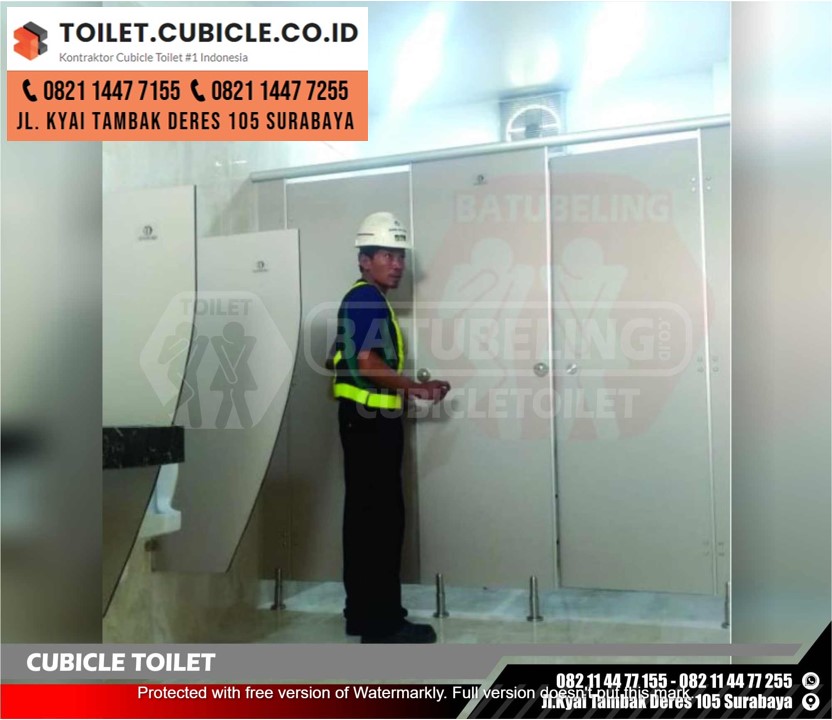 TOILET.CUBICLE.CO.ID
Kontraktor Cubicle Toilet #1 Indonesia
0821 1447 7155 0821 1447 7255
JL. KYAI TAMBAK DERES 105 SURABAYA
BATUBELING
TOILET
BATUBELING.CO.ID
CUBICLETOILET
CUBICLE TOILET
082 11 44 77 155 - 082 11 44 77 255
Jl.Kyai Tambak Deres 105 Surabaya
Protected with free version of Watermarkly. Full version doesn't put this mark.